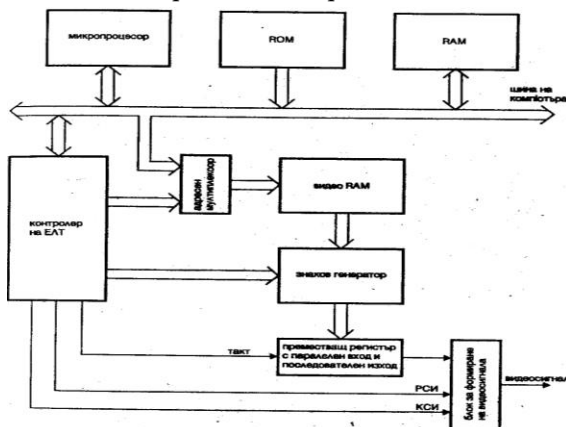 микропроцесор
ROM
RAM
шина на
компютъра
адресен
мултиплексор
видео RAM
контролер
на ЕЛТ
знаков генератор
такт
преместващ регистър
с паралелен вход и
последователен изход
РСИ
КСИ
блок за формиране
на видеосигнала
видеосигнал